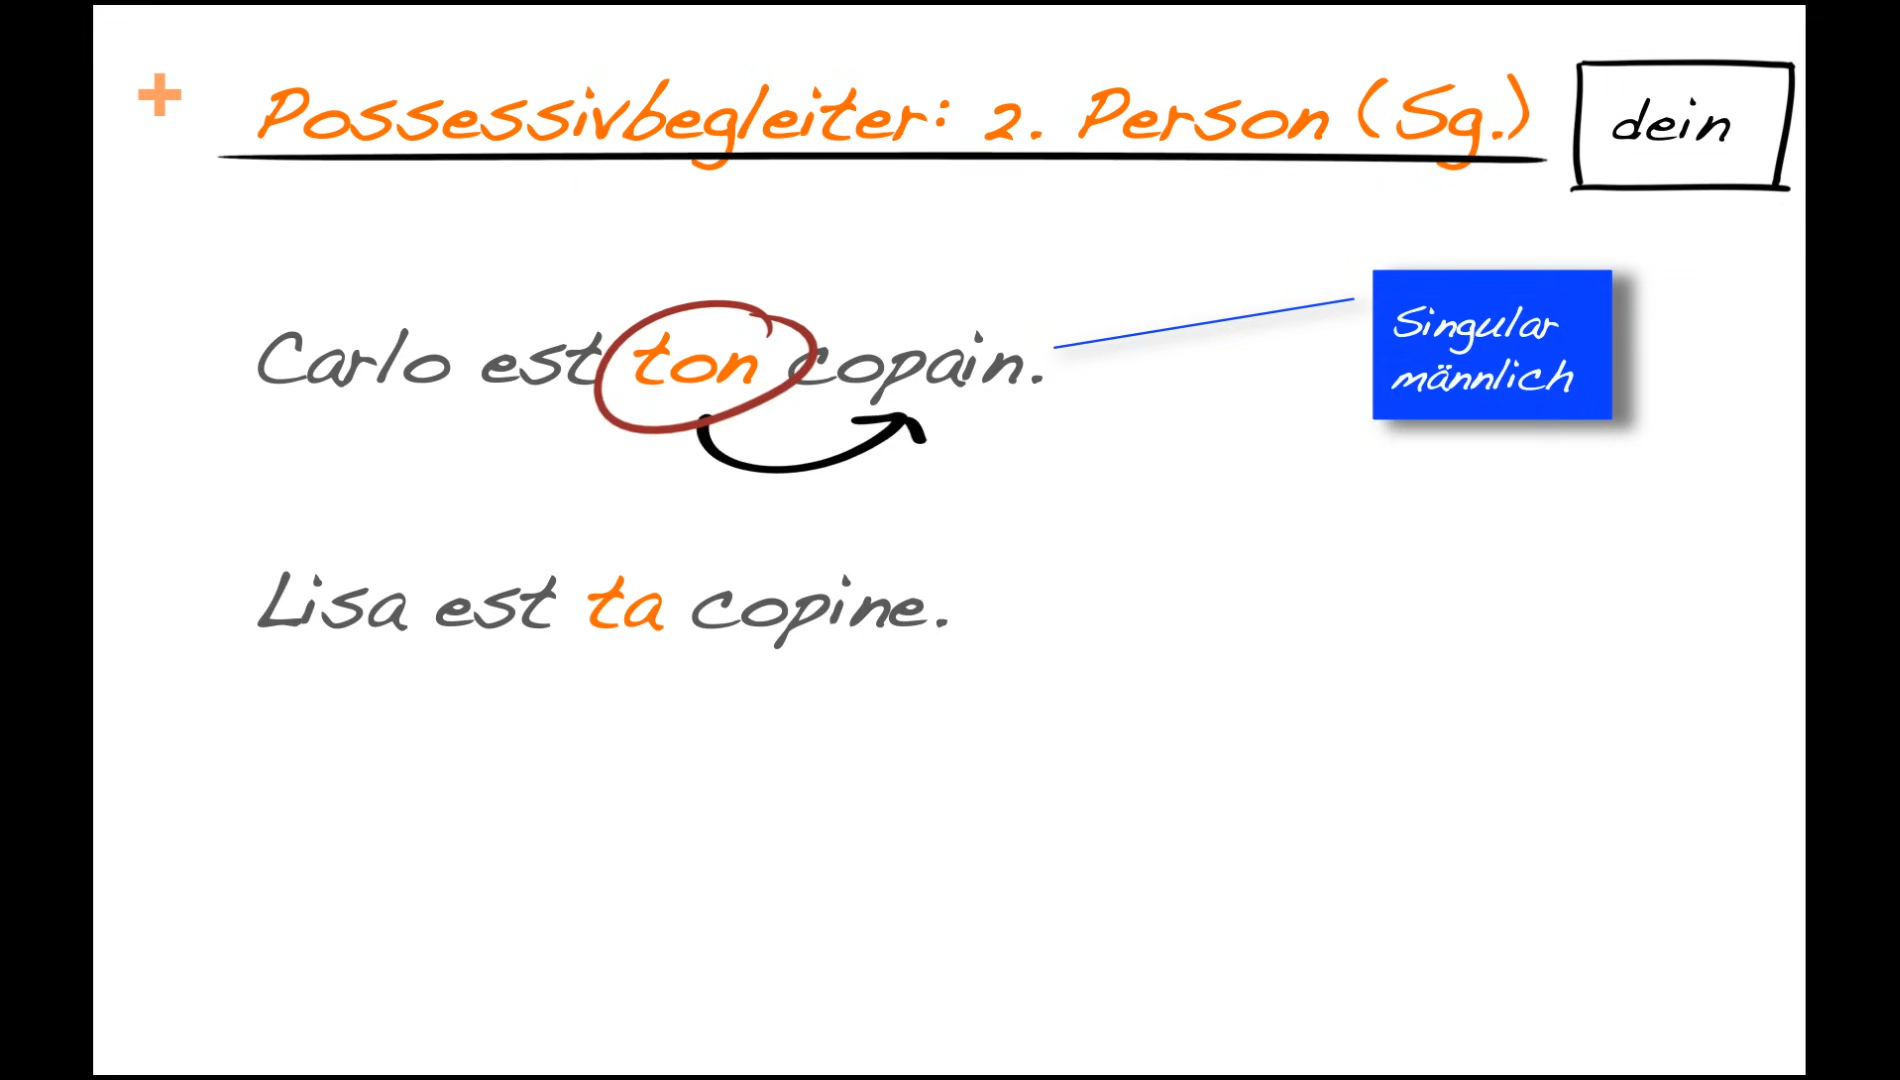 + Possessivbegleiter: 2. Person (Sg.)
dein
Carlo est ton copain.
Singular
männlich
Lisa est ta copine.